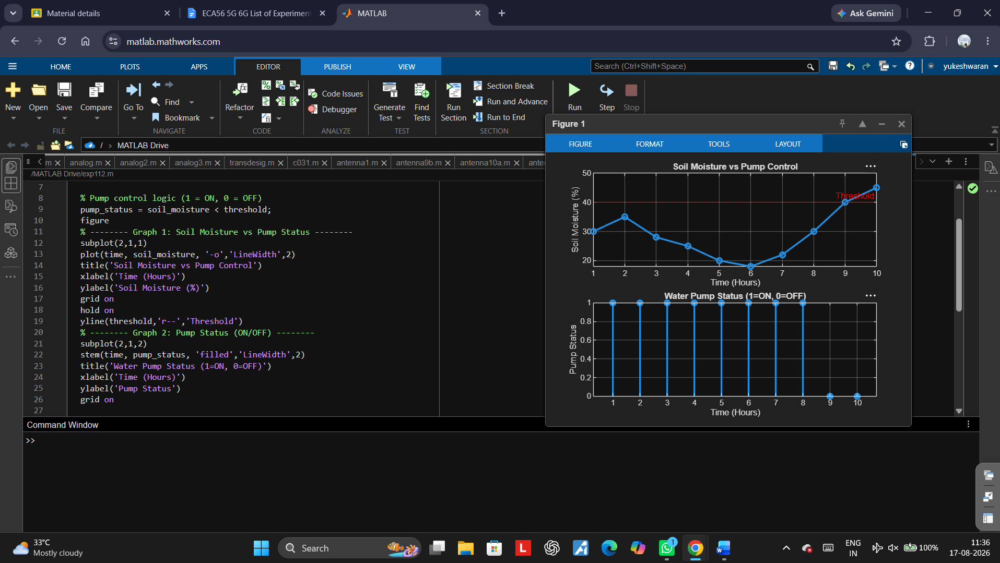 Material details
ECA56 5G 6G List of Experiment
MATLAB
Ask Gemini
matlab.mathworks.com
HOME
PLOTS
APPS
EDITOR
PUBLISH
VIEW
Search (Ctrl+Shift+Space)
yukeshwaran
New
Open
Save
Compare
Go To
Find
Bookmark
Refactor
Code Issues
Debugger
Generate
Test
Find
Tests
Run
Section
Section Break
Run and Advance
Run to End
Run
Step
Stop
FILE
NAVIGATE
CODE
ANALYZE
TEST
SECTION
/ MATLAB Drive
m
analog.m
analog2.m
analog3.m
transdesig.m
c031.m
antenna1.m
antenna9b.m
antenna10a.m
/MATLAB Drive/exp112.m
7
8 % Pump control logic (1 = ON, 0 = OFF)
9 pump_status = soil_moisture < threshold;
10 figure
11 % -------- Graph 1: Soil Moisture vs Pump Status --------
12 subplot(2,1,1)
13 plot(time, soil_moisture, '-o','LineWidth',2)
14 title('Soil Moisture vs Pump Control')
15 xlabel('Time (Hours)')
16 ylabel('Soil Moisture (%)')
17 grid on
18 hold on
19 yline(threshold,'r--','Threshold')
20 % -------- Graph 2: Pump Status (ON/OFF) --------
21 subplot(2,1,2)
22 stem(time, pump_status, 'filled','LineWidth',2)
23 title('Water Pump Status (1=ON, 0=OFF)')
24 xlabel('Time (Hours)')
25 ylabel('Pump Status')
26 grid on
27
Figure 1
FIGURE
FORMAT
TOOLS
LAYOUT
Soil Moisture vs Pump Control
50
40
30
20
Soil Moisture (%)
Threshold
1 2 3 4 5 6 7 8 9 10
Time (Hours)
Water Pump Status (1=ON, 0=OFF)
1
0.8
0.6
0.4
0.2
0
Pump Status
1 2 3 4 5 6 7 8 9 10
Time (Hours)
Command Window
>>
33°C
Mostly cloudy
Search
1
ENG
IN
100%
11:36
17-08-2026